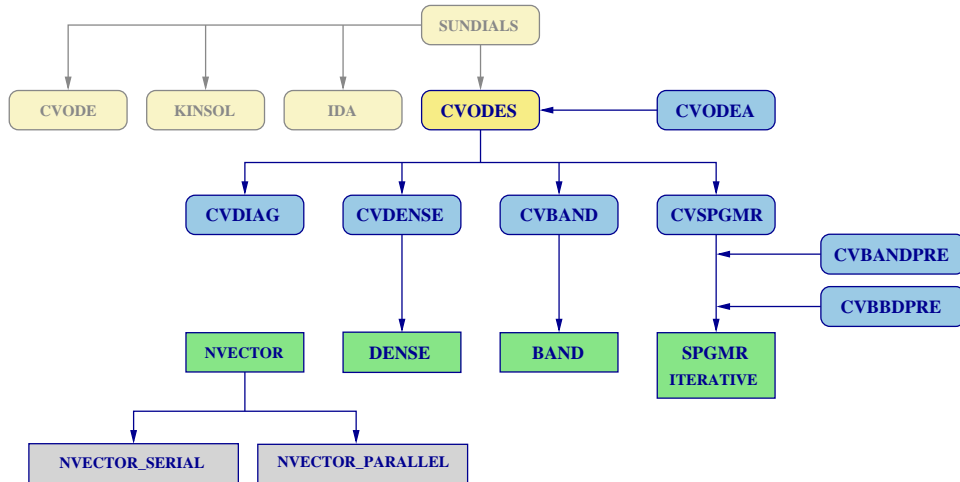 SUNDIALS
CVODE
KINSOL
IDA
CVODES
CVODEA
CVDIAG
CVDENSE
CVBAND
CVSPGMR
CVBANDPRE
CVBBDPRE
NVECTOR
DENSE
BAND
SPGMR
ITERATIVE
NVECTOR_SERIAL
NVECTOR_PARALLEL